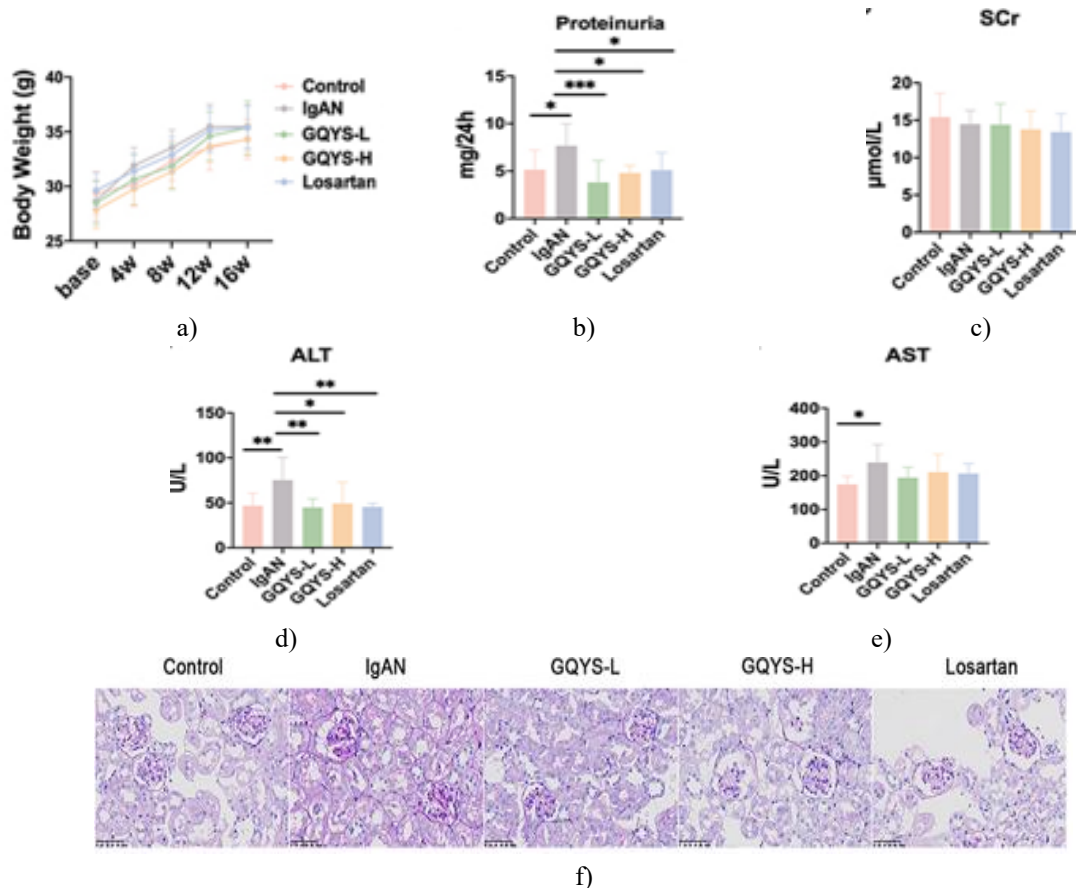 Body Weight (g)
40
35
30
25
base
4w
8w
12w
16w
Control
IgAN
GQYS-L
GQYS-H
Losartan
a)
Proteinuria
mg/24h
15
10
5
0
*
*
***
*
Control
IgAN
GQYS-L
GQYS-H
Losartan
b)
SCr
µmol/L
20
15
10
5
0
Control
IgAN
GQYS-L
GQYS-H
Losartan
c)
ALT
U/L
150
100
50
0
**
*
**
**
Control
IgAN
GQYS-L
GQYS-H
Losartan
d)
AST
U/L
400
300
200
100
0
*
Control
IgAN
GQYS-L
GQYS-H
Losartan
e)
Control
IgAN
GQYS-L
GQYS-H
Losartan
f)